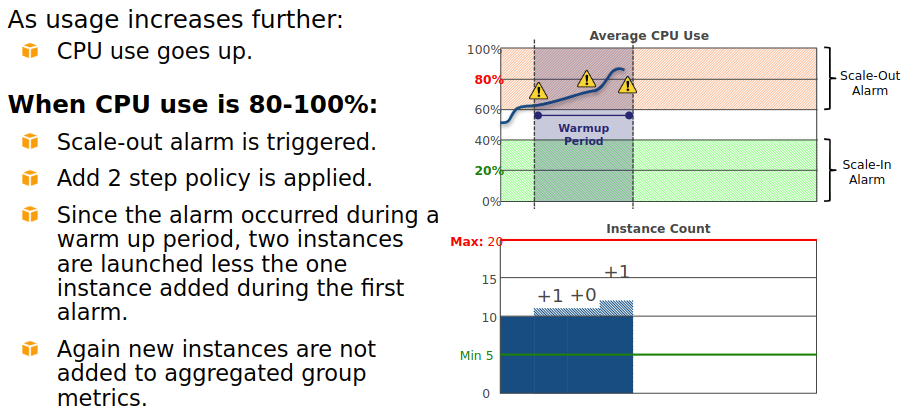 As usage increases further:
CPU use goes up.
When CPU use is 80-100%:
Scale-out alarm is triggered.
Add 2 step policy is applied.
Since the alarm occurred during a
warm up period, two instances
are launched less the one
instance added during the first
alarm.
Again new instances are not
added to aggregated group
metrics.
Average CPU Use
100%
80%
60%
40%
20%
0%
Warmup
Period
Scale-Out
Alarm
Scale-In
Alarm
Instance Count
Max: 20
15
10
Min 5
0
+1 +0
+1